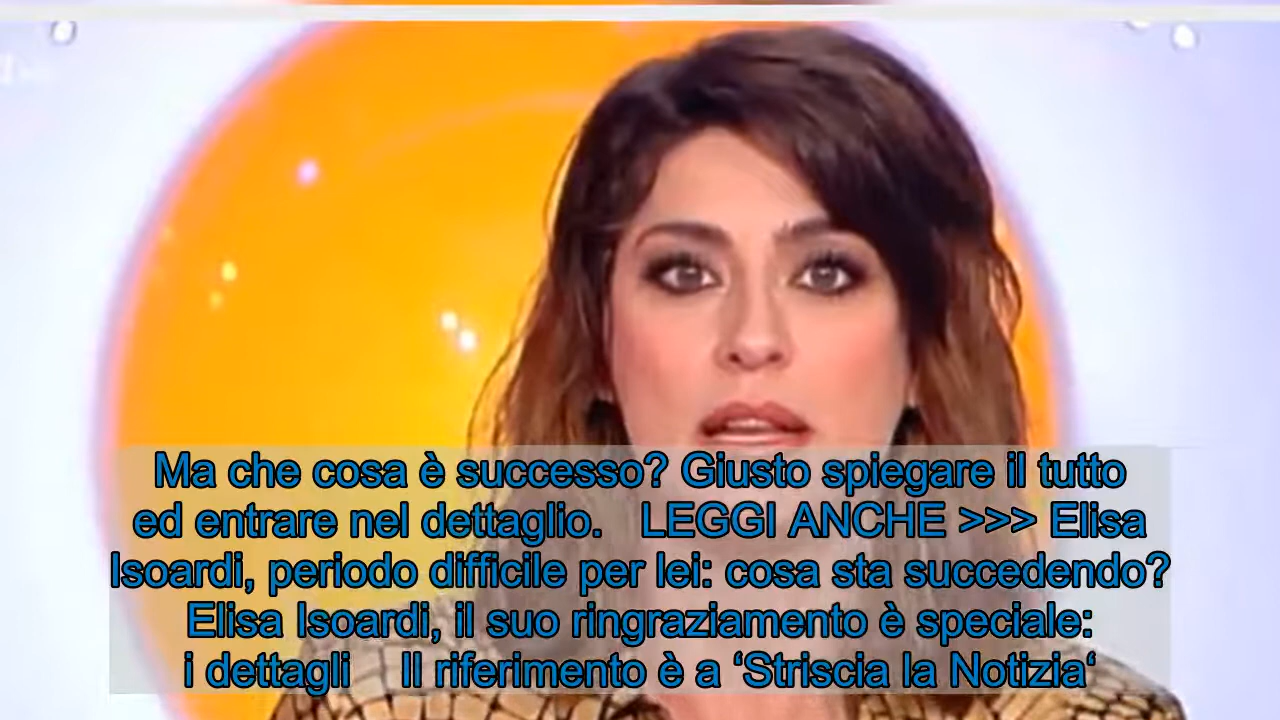 Ma che cosa è successo? Giusto spiegare il tutto
ed entrare nel dettaglio. LEGGI ANCHE >>> Elisa
Isoardi, periodo difficile per lei: cosa sta succedendo?
Elisa Isoardi, il suo ringraziamento è speciale:
i dettagli Il riferimento è a ‘Striscia la Notizia‘